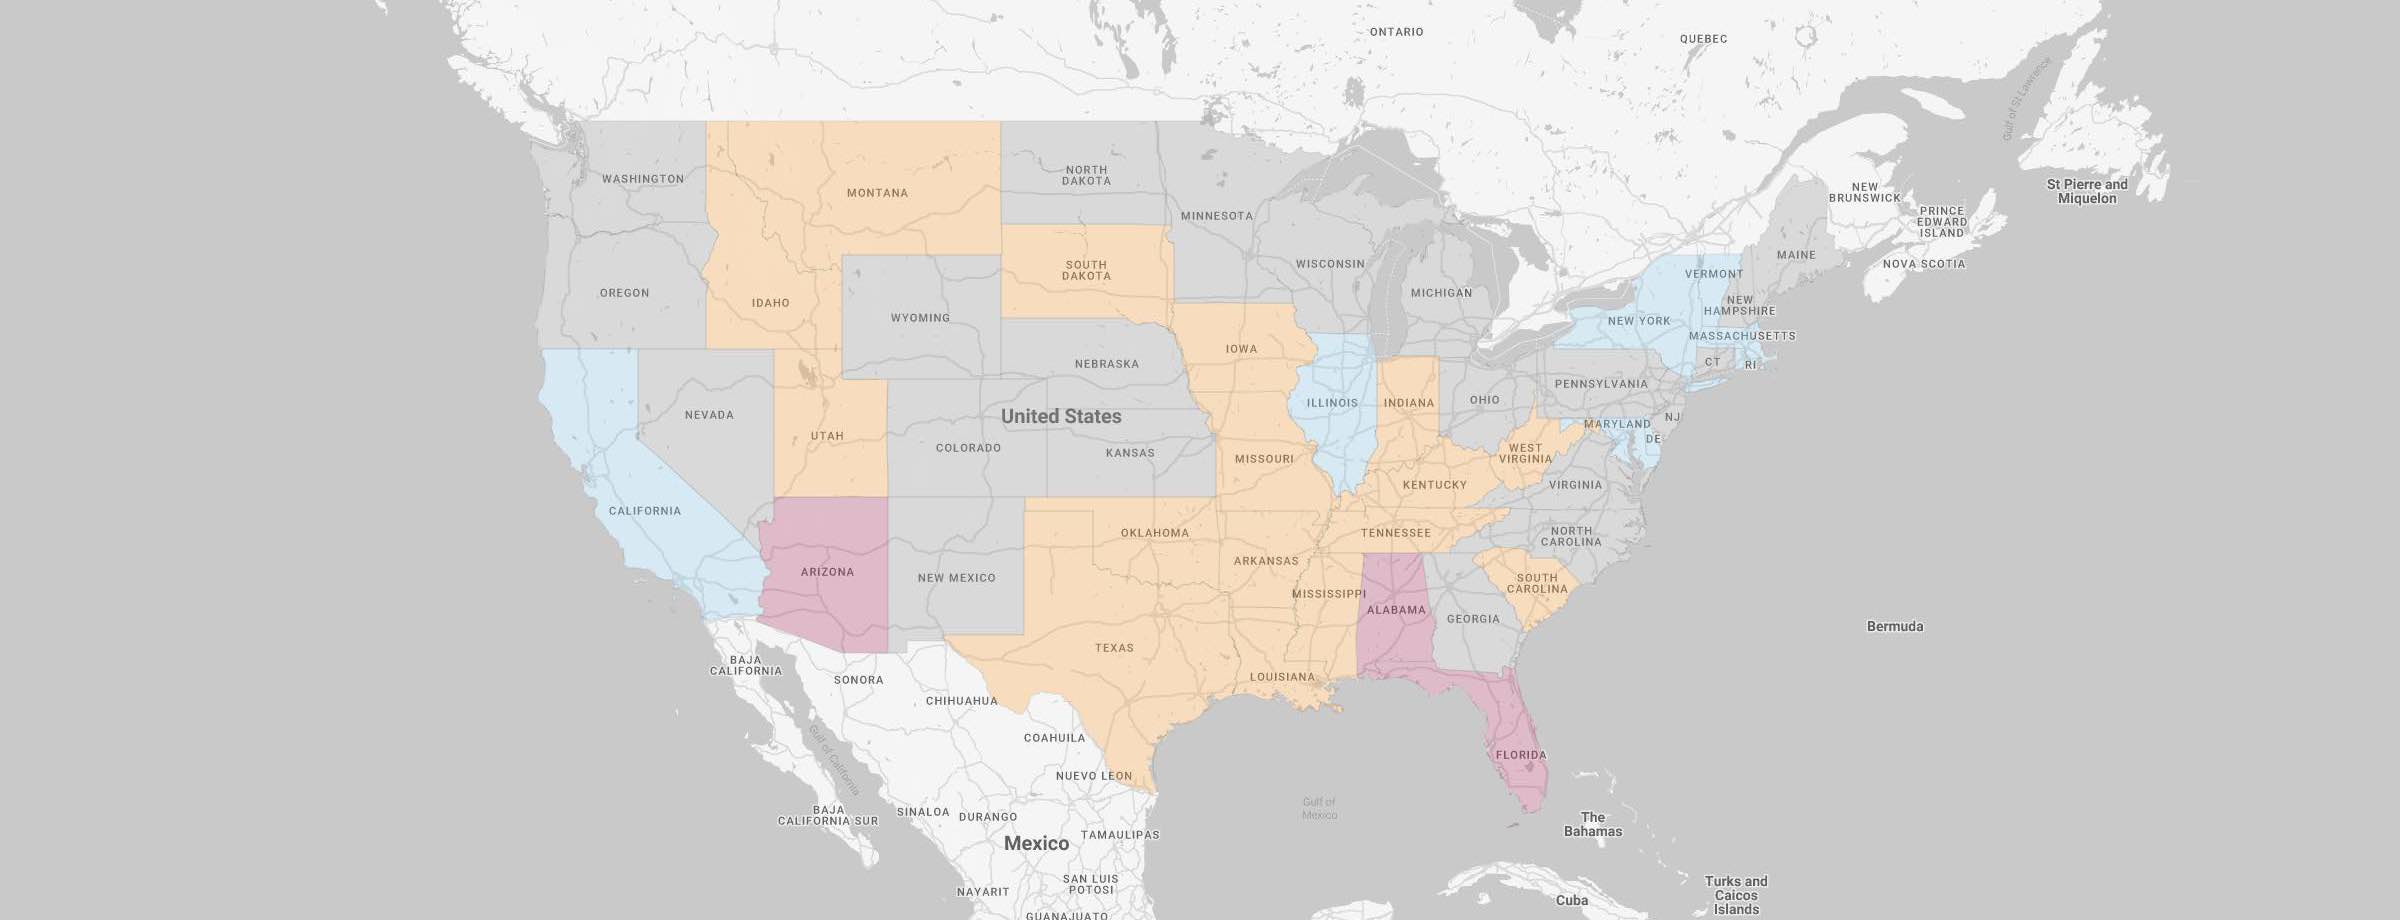 ONTARIO
QUEBEC
Gulf of St Lawrence
WASHINGTON
MONTANA
NORTH
DAKOTA
MINNESOTA
NEW
BRUNSWICK
St Pierre and
Miquelon
PRINCE
EDWARD
ISLAND
OREGON
IDAHO
SOUTH
DAKOTA
WISCONSIN
MICHIGAN
VERMONT
MAINE
NOVA SCOTIA
WYOMING
NEW
HAMPSHIRE
NEW YORK
MASSACHUSETTS
IOWA
NEBRASKA
CT
RI
NEVADA
United States
ILLINOIS
INDIANA
OHIO
PENNSYLVANIA
NJ
UTAH
COLORADO
KANSAS
MISSOURI
WEST
VIRGINIA
MARYLAND
DE
KENTUCKY
VIRGINIA
CALIFORNIA
OKLAHOMA
TENNESSEE
NORTH
CAROLINA
ARIZONA
NEW MEXICO
ARKANSAS
SOUTH
CAROLINA
MISSISSIPPI
ALABAMA
GEORGIA
Bermuda
TEXAS
LOUISIANA
BAJA
CALIFORNIA
SONORA
CHIHUAHUA
Gulf of California
COAHUILA
FLORIDA
NUEVO LEON
BAJA
CALIFORNIA SUR
SINALOA
DURANGO
Gulf of
Mexico
The
Bahamas
Mexico
TAMAULIPAS
NAYARIT
SAN LUIS
POTOSI
Cuba
Turks and
Caicos
Islands
GUANAJUATO